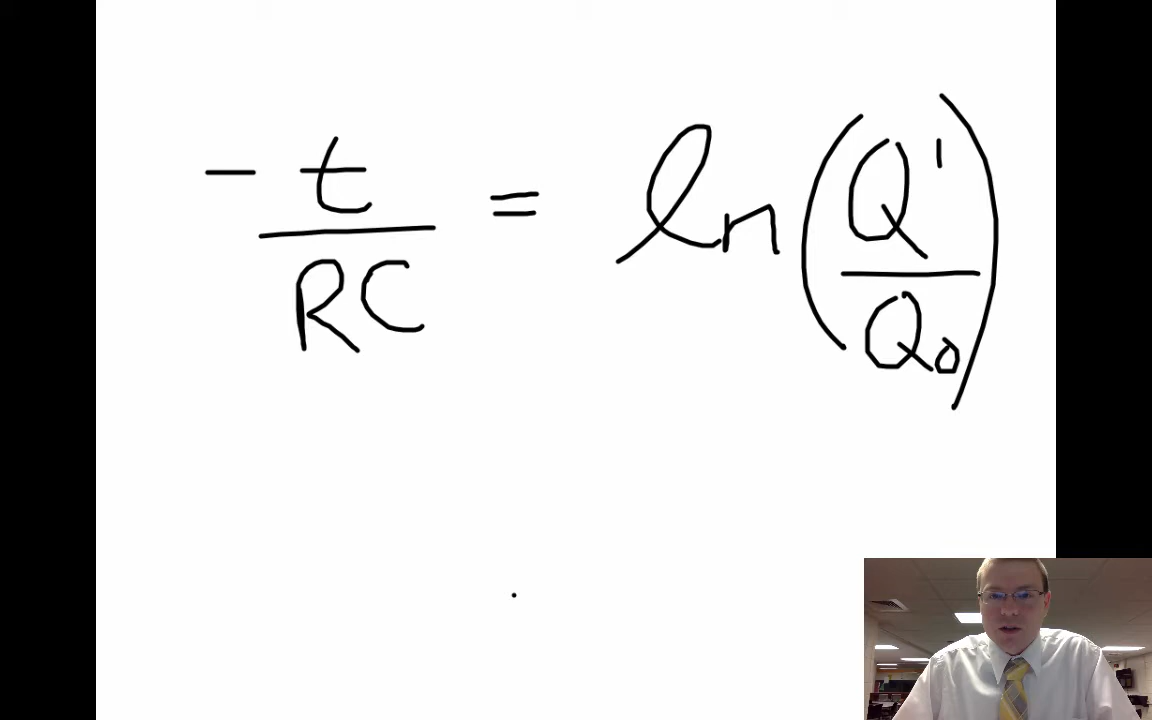 - t/RC = ln(Q'/Q₀)